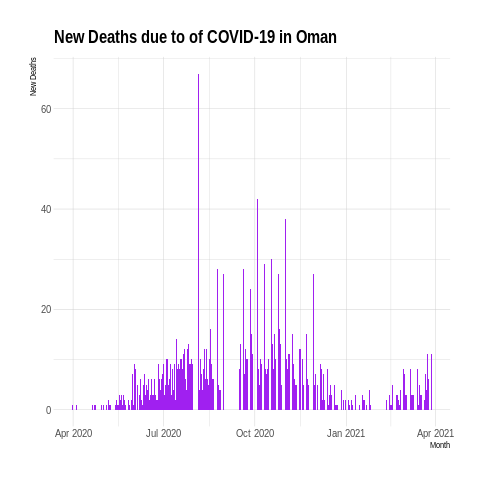 New Deaths due to of COVID-19 in Oman
New Deaths
60
40
20
0
Apr 2020 Jul 2020 Oct 2020 Jan 2021 Apr 2021
Month